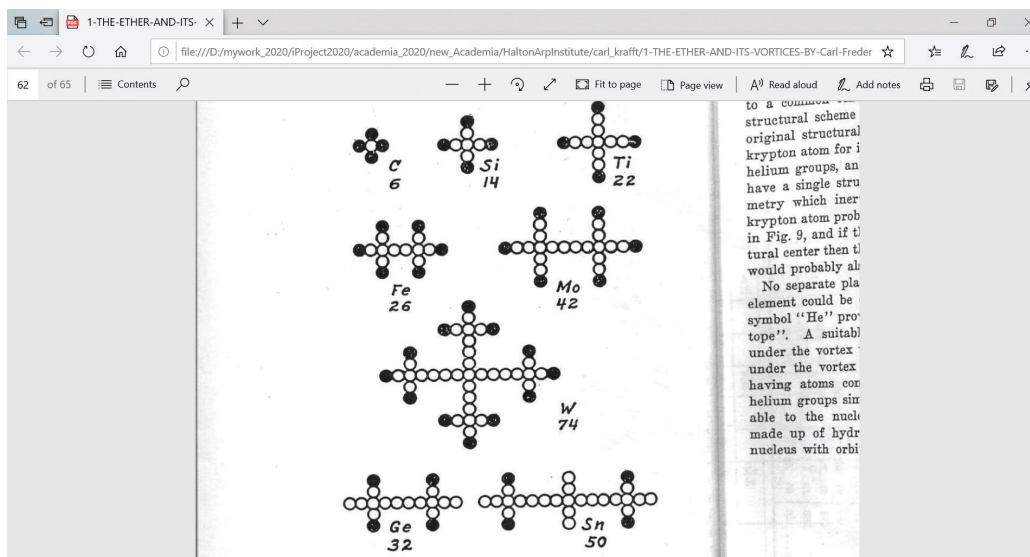 1-THE-ETHER-AND-ITS-
file:///D:/mywork_2020/iProject2020/academia_2020/new_Academia/HaltonArpInstitute/carl_krafft/1-THE-ETHER-AND-ITS-VORTICES-BY-Carl-Freder
62 of 65 Contents Fit to page Page view Read aloud Add notes
C
6
Si
14
Ti
22
Fe
26
Mo
42
W
74
Ge
32
Sn
50
to a common
structural scheme
original structural
krypton atom for i
helium groups, an
have a single stru
metry which iner
krypton atom prob
in Fig. 9, and if t
tural center then t
would probably al
No separate pla
element could be
symbol "He" pro
tope". A suitabl
under the vortex
under the vortex
having atoms con
helium groups sim
able to the nucl
made up of hydr
nucleus with orbi